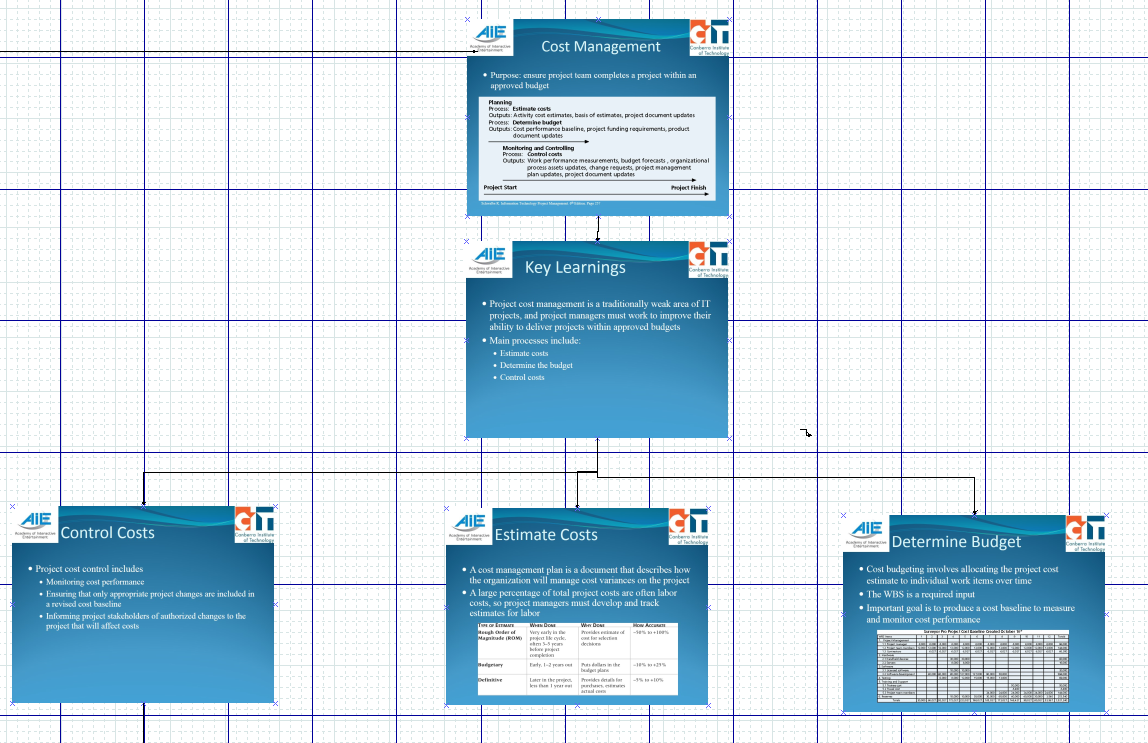 AIE
Academy of Interactive
Entertainment
Cost Management
CIT
Canberra Institute
of Technology
• Purpose: ensure project team completes a project within an
approved budget
Planning
Process: Estimate costs
Outputs: Activity cost estimates, basis of estimates, project document updates
Process: Determine budget
Outputs: Cost performance baseline, project funding requirements, product
document updates
Monitoring and Controlling
Process: Control costs
Outputs: Work performance measurements, budget forecasts , organizational
process assets updates, change requests, project management
plan updates, project document updates
Project Start
Project Finish
AIE
Academy of Interactive
Entertainment
Key Learnings
CIT
Canberra Institute
of Technology
• Project cost management is a traditionally weak area of IT
projects, and project managers must work to improve their
ability to deliver projects within approved budgets
• Main processes include:
• Estimate costs
• Determine the budget
• Control costs
AIE
Academy of Interactive
Entertainment
Control Costs
CIT
Canberra Institute
of Technology
• Project cost control includes
• Monitoring cost performance
• Ensuring that only appropriate project changes are included in
a revised cost baseline
• Informing project stakeholders of authorized changes to the
project that will affect costs
AIE
Academy of Interactive
Entertainment
Estimate Costs
CIT
Canberra Institute
of Technology
• A cost management plan is a document that describes how
the organization will manage cost variances on the project
• A large percentage of total project costs are often labor
costs, so project managers must develop and track
estimates for labor
Type of Estimate When Done Why Done How Accurate
Rough Order of Magnitude (ROM) Very early in the project life cycle, often 3–5 years before project completion Provides estimate of cost for selection decisions –50% to +100%
Budgetary Early, 1–2 years out Puts dollars in the budget plans –10% to +25%
Definitive Later in the project, less than 1 year out Provides details for purchases, estimates actual costs –5% to +10%
AIE
Academy of Interactive
Entertainment
Determine Budget
CIT
Canberra Institute
of Technology
• Cost budgeting involves allocating the project cost
estimate to individual work items over time
• The WBS is a required input
• Important goal is to produce a cost baseline to measure
and monitor cost performance
Surveyor Pro Project Cost Baseline Created October 10*